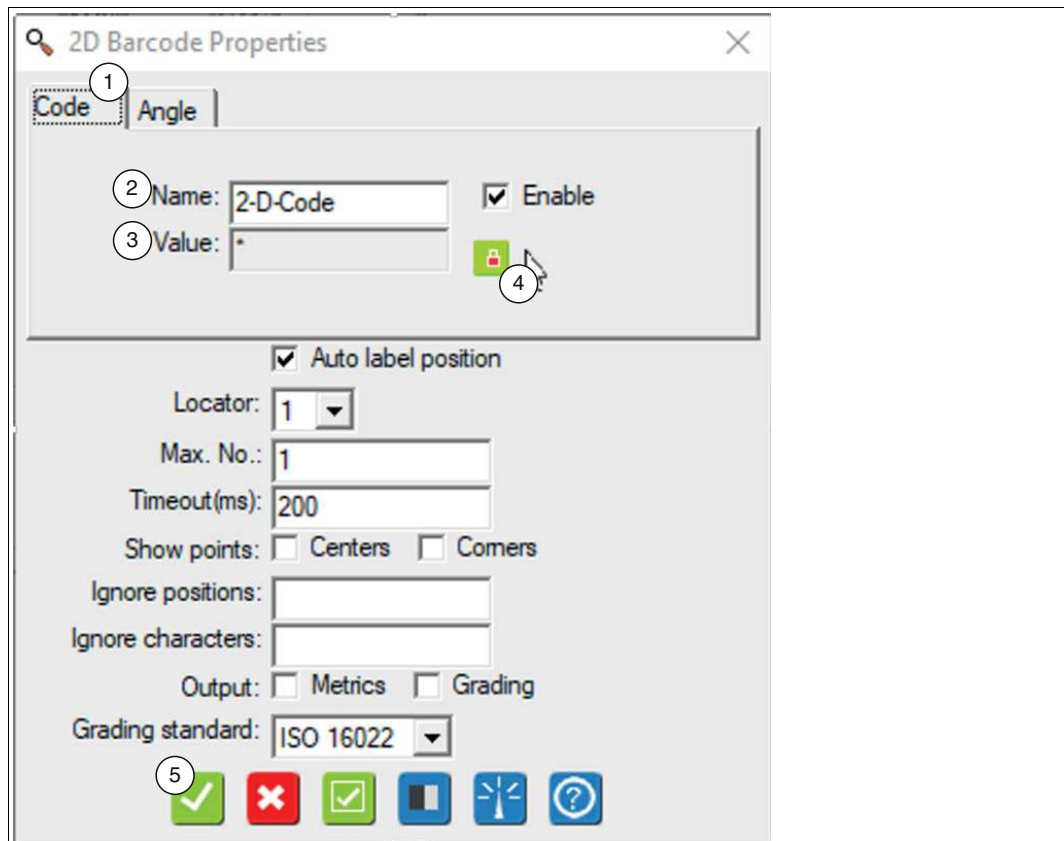 2D Barcode Properties
1
Code Angle
2 Name: 2-D-Code Enable
3 Value: *
4
Auto label position
Locator: 1
Max. No.: 1
Timeout(ms): 200
Show points: Centers Corners
Ignore positions:
Ignore characters:
Output: Metrics Grading
Grading standard: ISO 16022
5
?